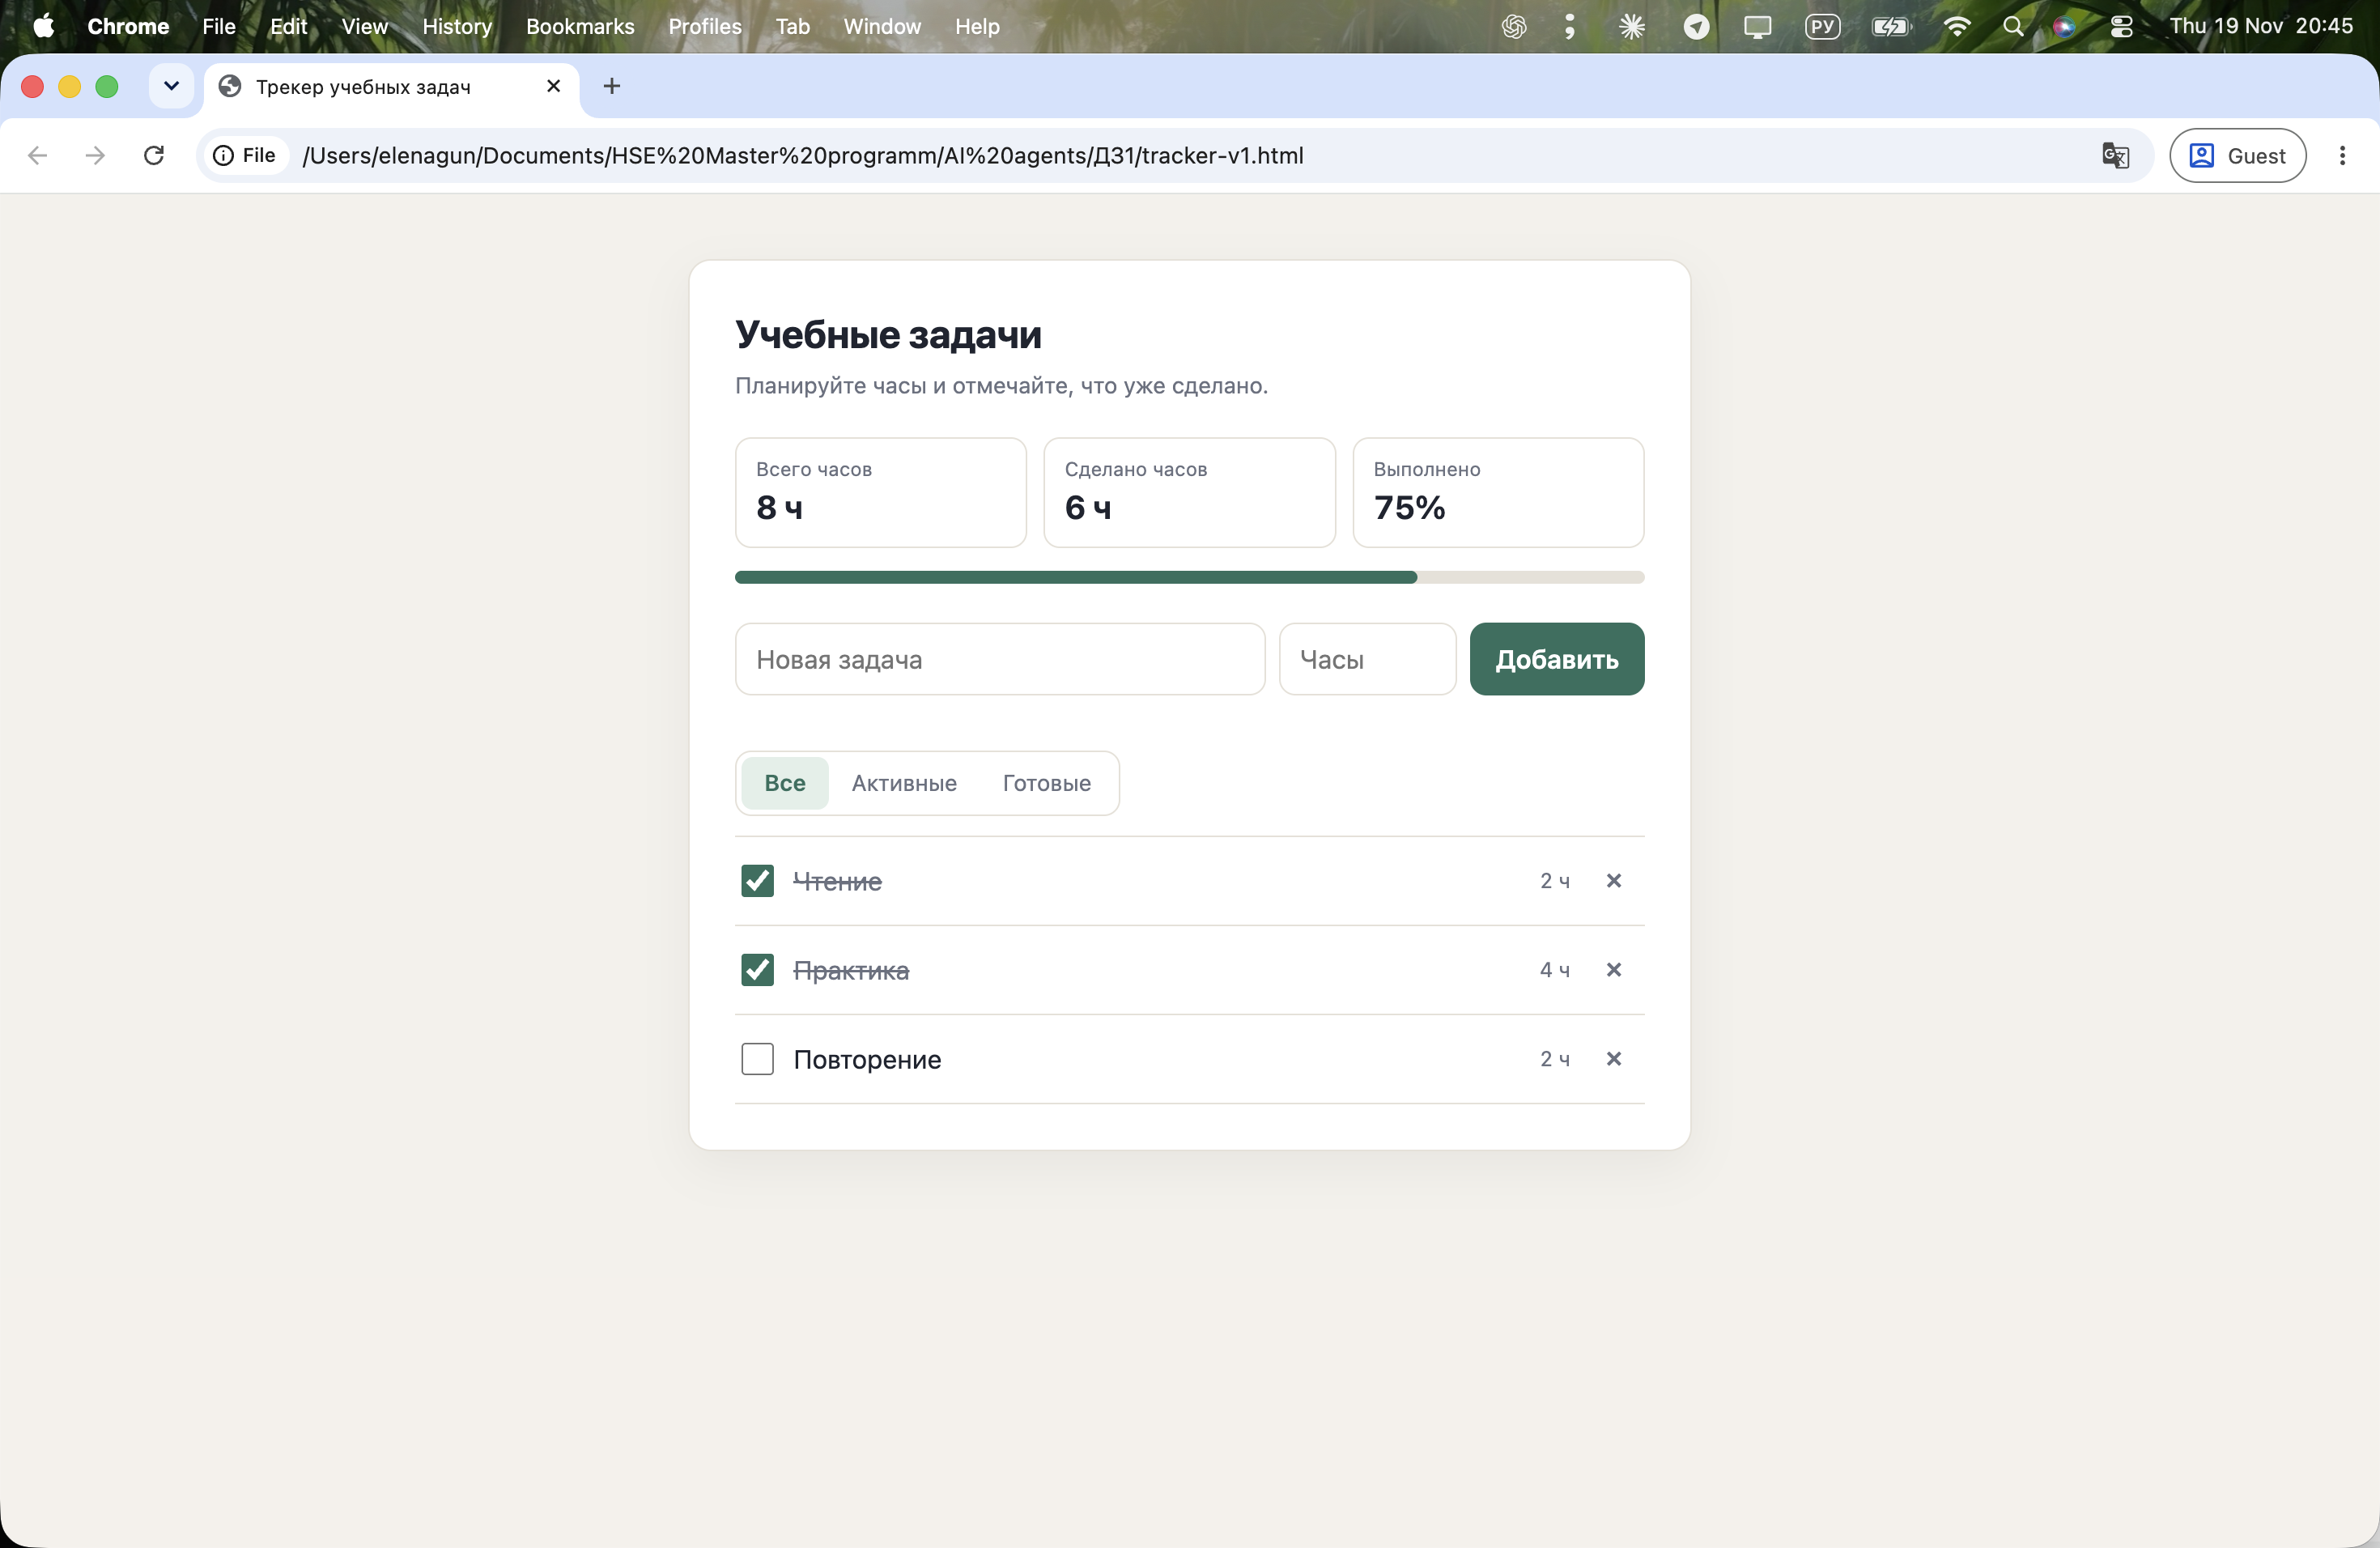 Chrome File Edit View History Bookmarks Profiles Tab Window Help РУ Thu 19 Nov 20:45
Трекер учебных задач
File /Users/elenagun/Documents/HSE%20Master%20programm/AI%20agents/ДЗ1/tracker-v1.html Guest
Учебные задачи
Планируйте часы и отмечайте, что уже сделано.
Всего часов
8 ч
Сделано часов
6 ч
Выполнено
75%
Новая задача Часы Добавить
Все Активные Готовые
Чтение 2 ч
Практика 4 ч
Повторение 2 ч